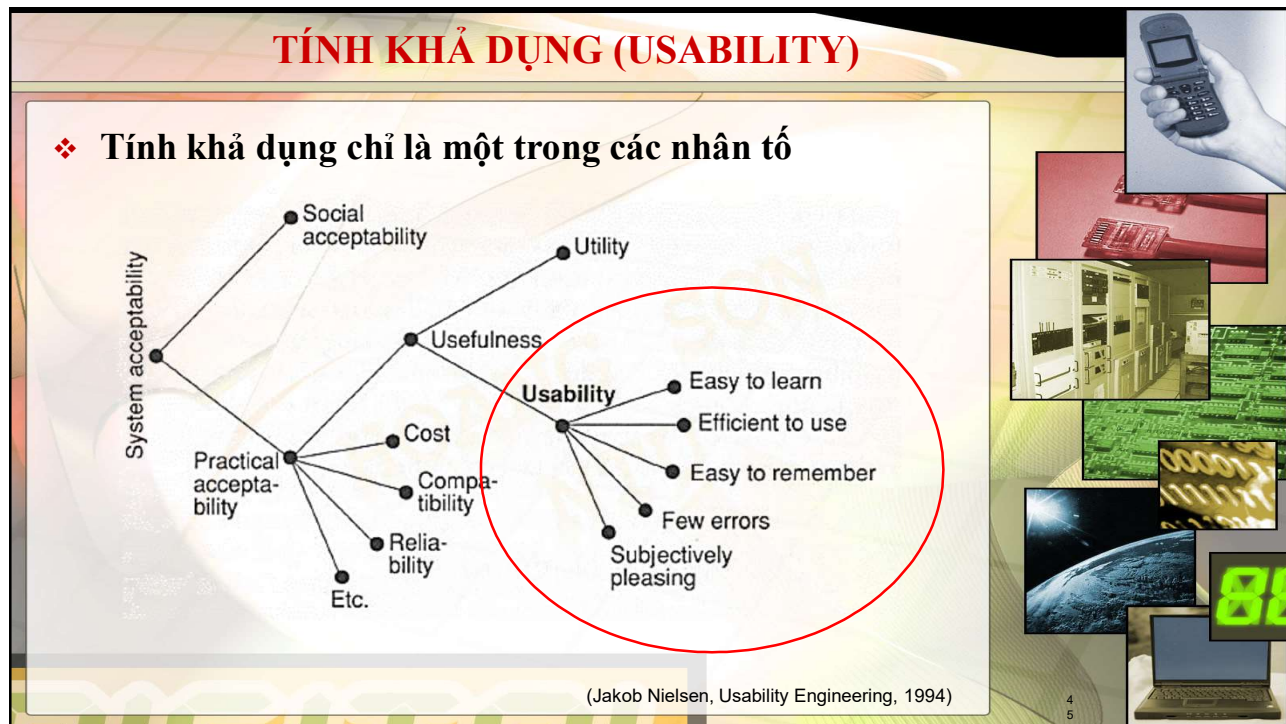 TÍNH KHẢ DỤNG (USABILITY)
❖ Tính khả dụng chỉ là một trong các nhân tố
System acceptability
Social
acceptability
Practical
accepta-
bility
Usefulness
Cost
Compa-
tibility
Relia-
bility
Etc.
Utility
Usability
Easy to learn
Efficient to use
Easy to remember
Few errors
Subjectively
pleasing
(Jakob Nielsen, Usability Engineering, 1994)
4
5